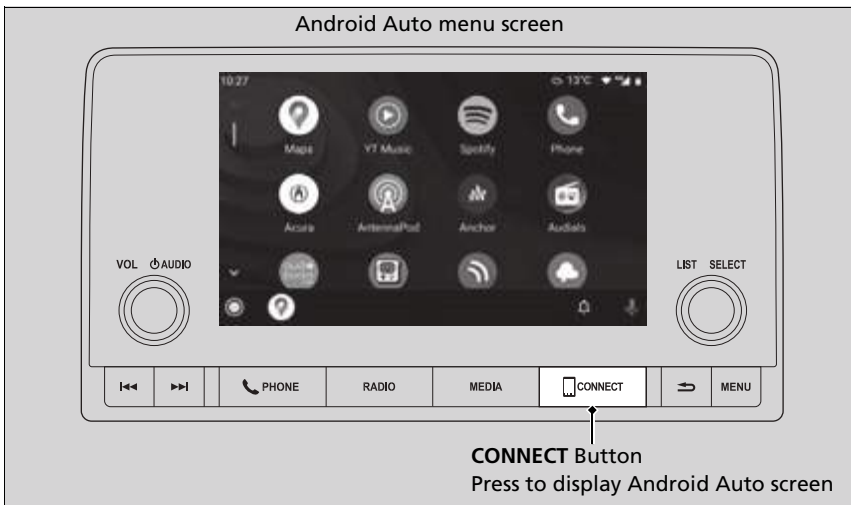 Android Auto menu screen
10:27
13°C
Maps
YT Music
Spotify
Phone
Acura
AntennaPod
Anchor
Audials
VOL AUDIO
LIST SELECT
PHONE
RADIO
MEDIA
CONNECT
MENU
CONNECT Button
Press to display Android Auto screen